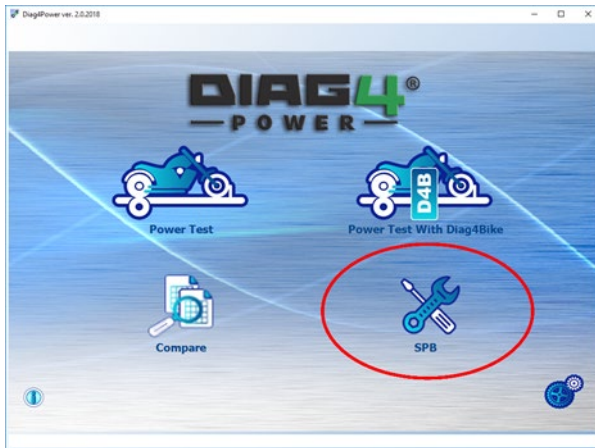 Diag4Power ver. 2.0.2018
DIAG4®
POWER
D4B
Power Test
Power Test With Diag4Bike
Compare
SPB